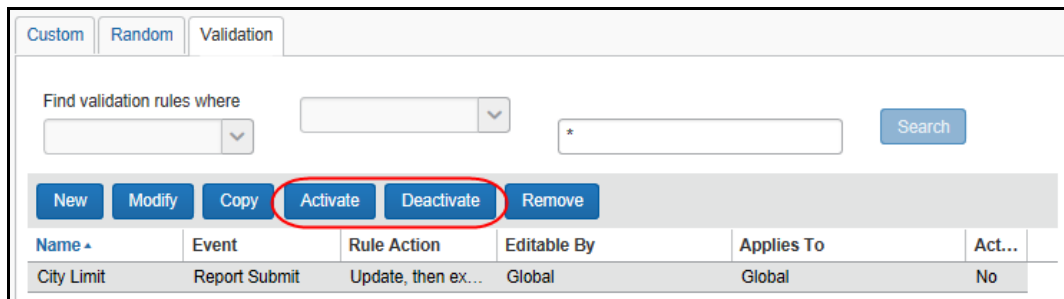 Custom Random Validation
Find validation rules where
* Search
New Modify Copy Activate Deactivate Remove
Name Event Rule Action Editable By Applies To Act...
City Limit Report Submit Update, then ex... Global Global No